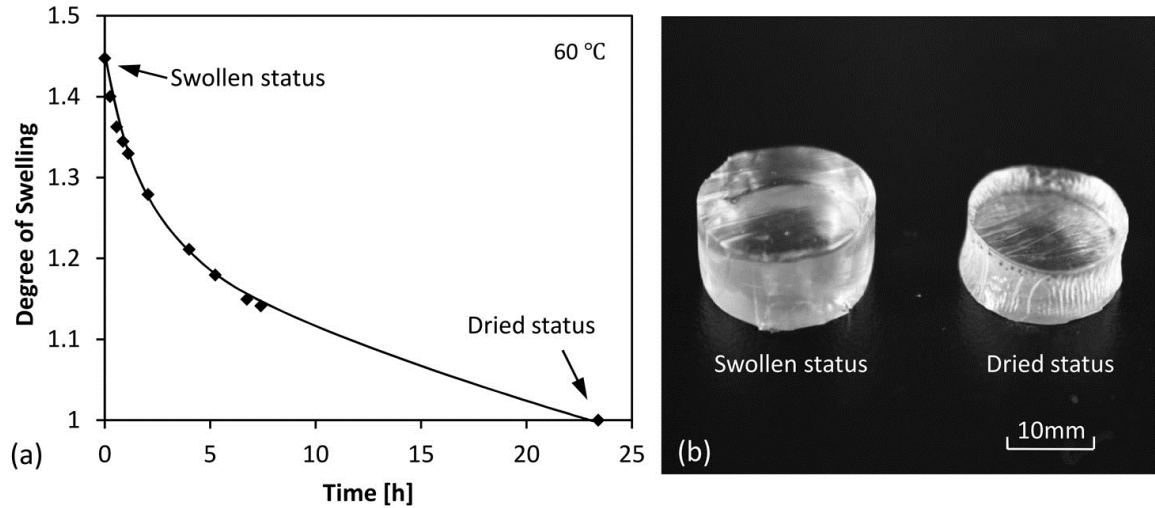 1.5
60 ℃
Swollen status
1.4
1.3
Degree of Swelling
1.2
Dried status
1.1
1
0 5 10 15 20 25
Time [h]
(a)
Swollen status
Dried status
10mm
(b)